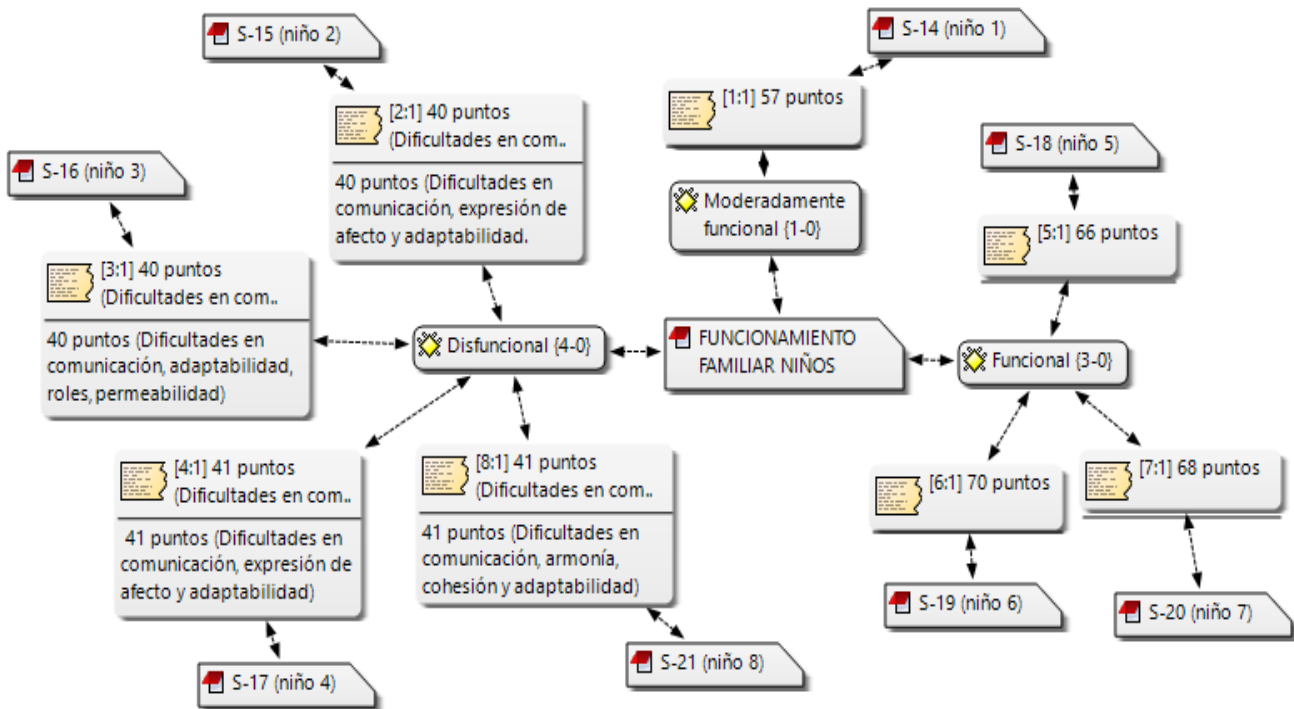 S-15 (niño 2)
S-14 (niño 1)
[2:1] 40 puntos
(Dificultades en com..
40 puntos (Dificultades en
comunicación, expresión de
afecto y adaptabilidad.
[1:1] 57 puntos
S-18 (niño 5)
S-16 (niño 3)
Moderadamente
funcional {1-0}
[5:1] 66 puntos
[3:1] 40 puntos
(Dificultades en com..
40 puntos (Dificultades en
comunicación, adaptabilidad,
roles, permeabilidad)
Disfuncional {4-0}
FUNCIONAMIENTO
FAMILIAR NIÑOS
Funcional {3-0}
[4:1] 41 puntos
(Dificultades en com..
41 puntos (Dificultades en
comunicación, expresión de
afecto y adaptabilidad)
[8:1] 41 puntos
(Dificultades en com..
41 puntos (Dificultades en
comunicación, armonía,
cohesión y adaptabilidad)
[6:1] 70 puntos
[7:1] 68 puntos
S-19 (niño 6)
S-20 (niño 7)
S-17 (niño 4)
S-21 (niño 8)